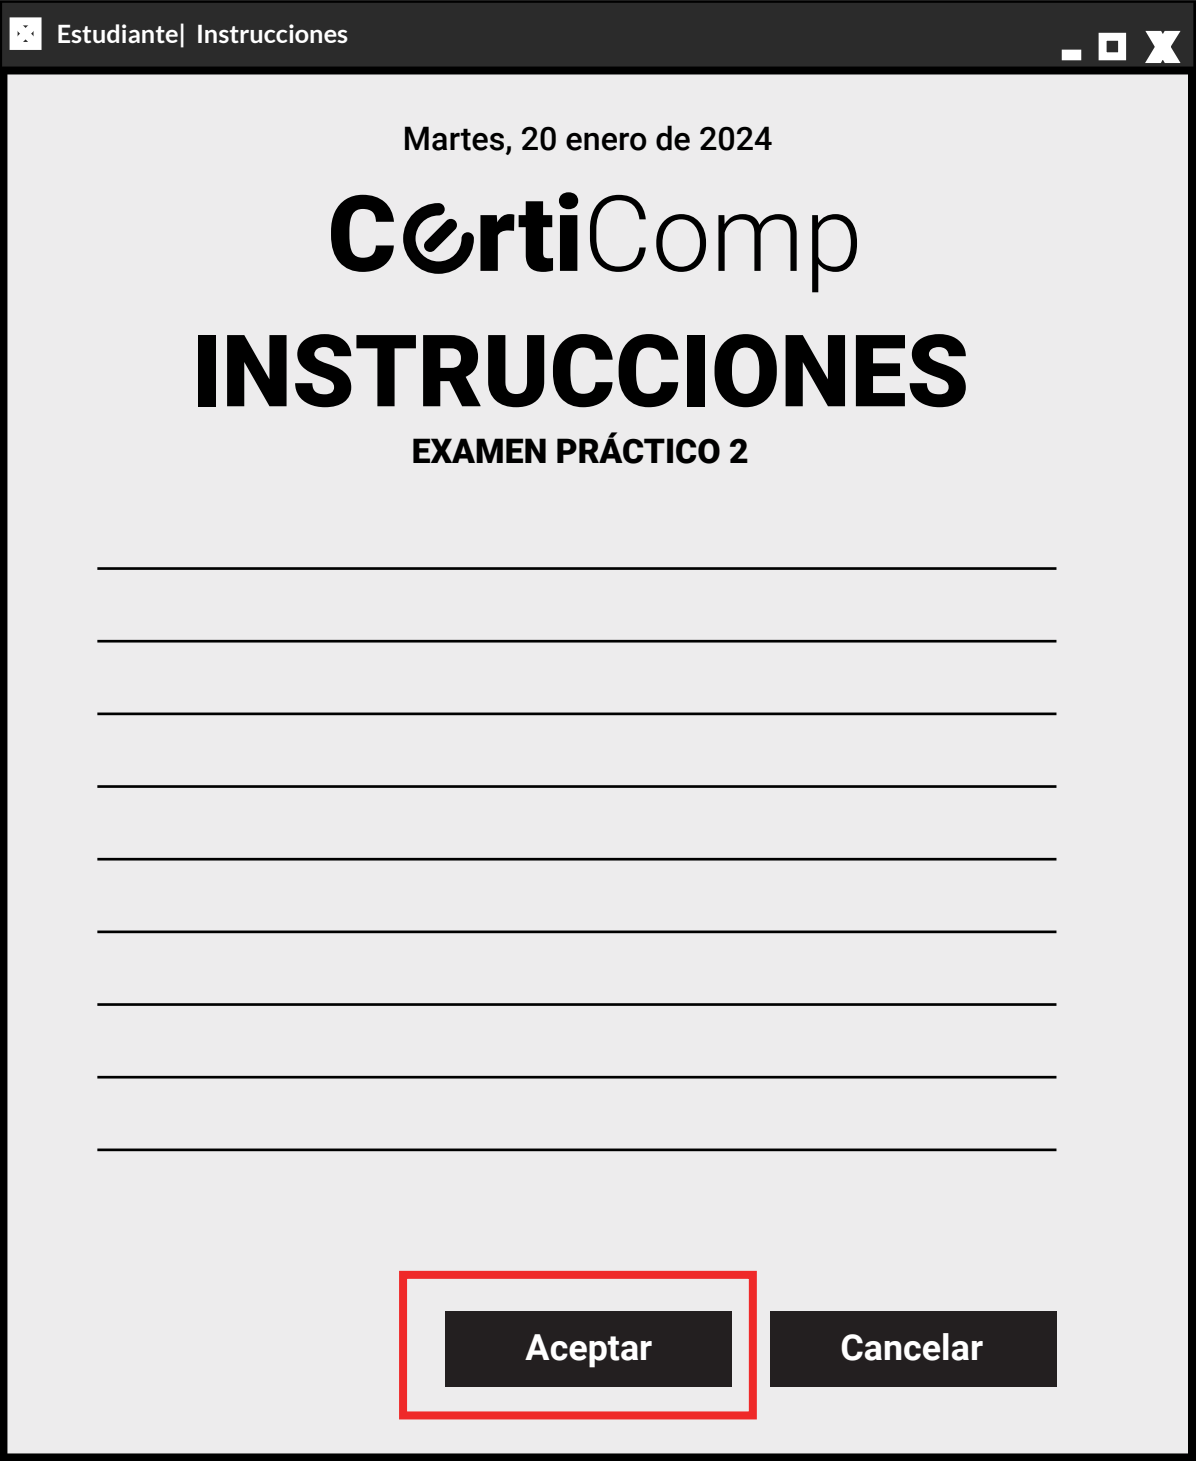 Estudiante| Instrucciones
Martes, 20 enero de 2024
CertiComp
INSTRUCCIONES
EXAMEN PRÁCTICO 2
Aceptar
Cancelar